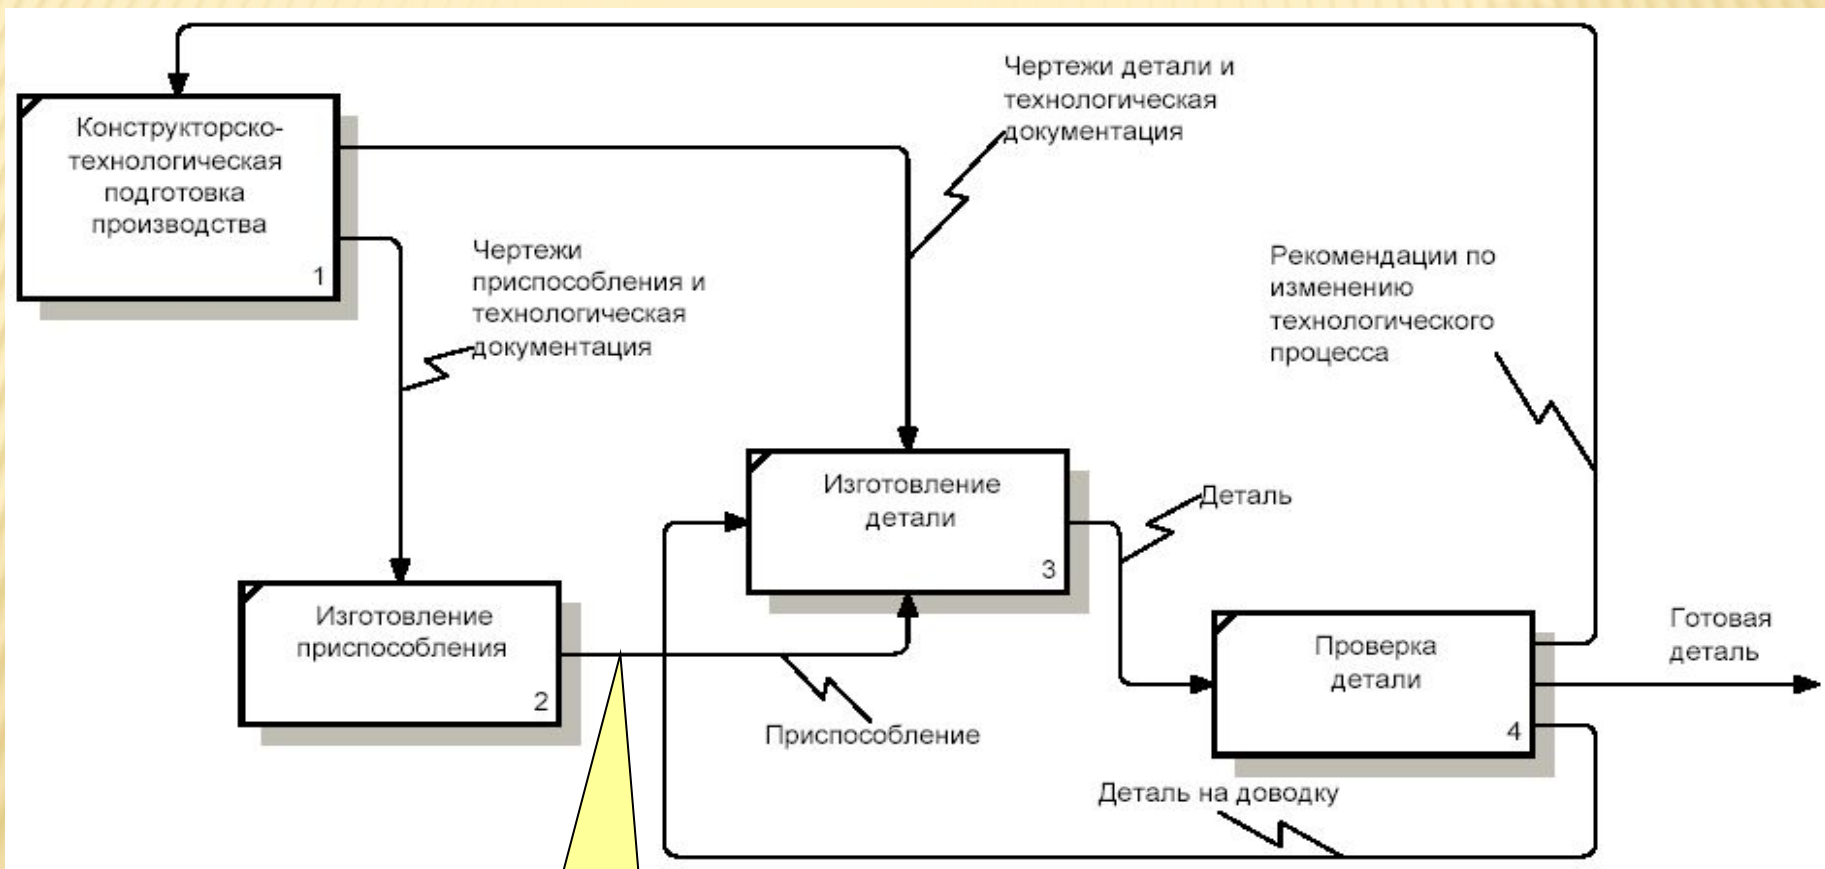 Конструкторско-
технологическая
подготовка
производства
1
Чертежи
приспособления и
технологическая
документация
Чертежи детали и
технологическая
документация
Рекомендации по
изменению
технологического
процесса
Изготовление
детали
3
Деталь
Изготовление
приспособления
2
Приспособление
Проверка
детали
4
Готовая
деталь
Деталь на доводку